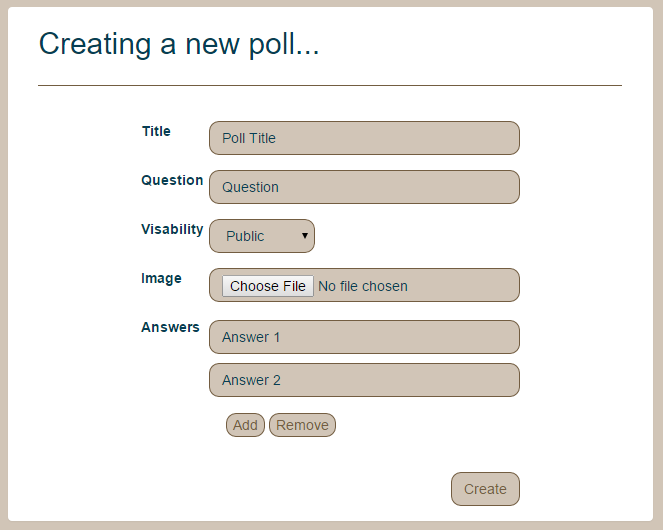 Creating a new poll...
Title Poll Title
Question Question
Visability Public
Image Choose File No file chosen
Answers Answer 1
Answer 2
Add Remove
Create